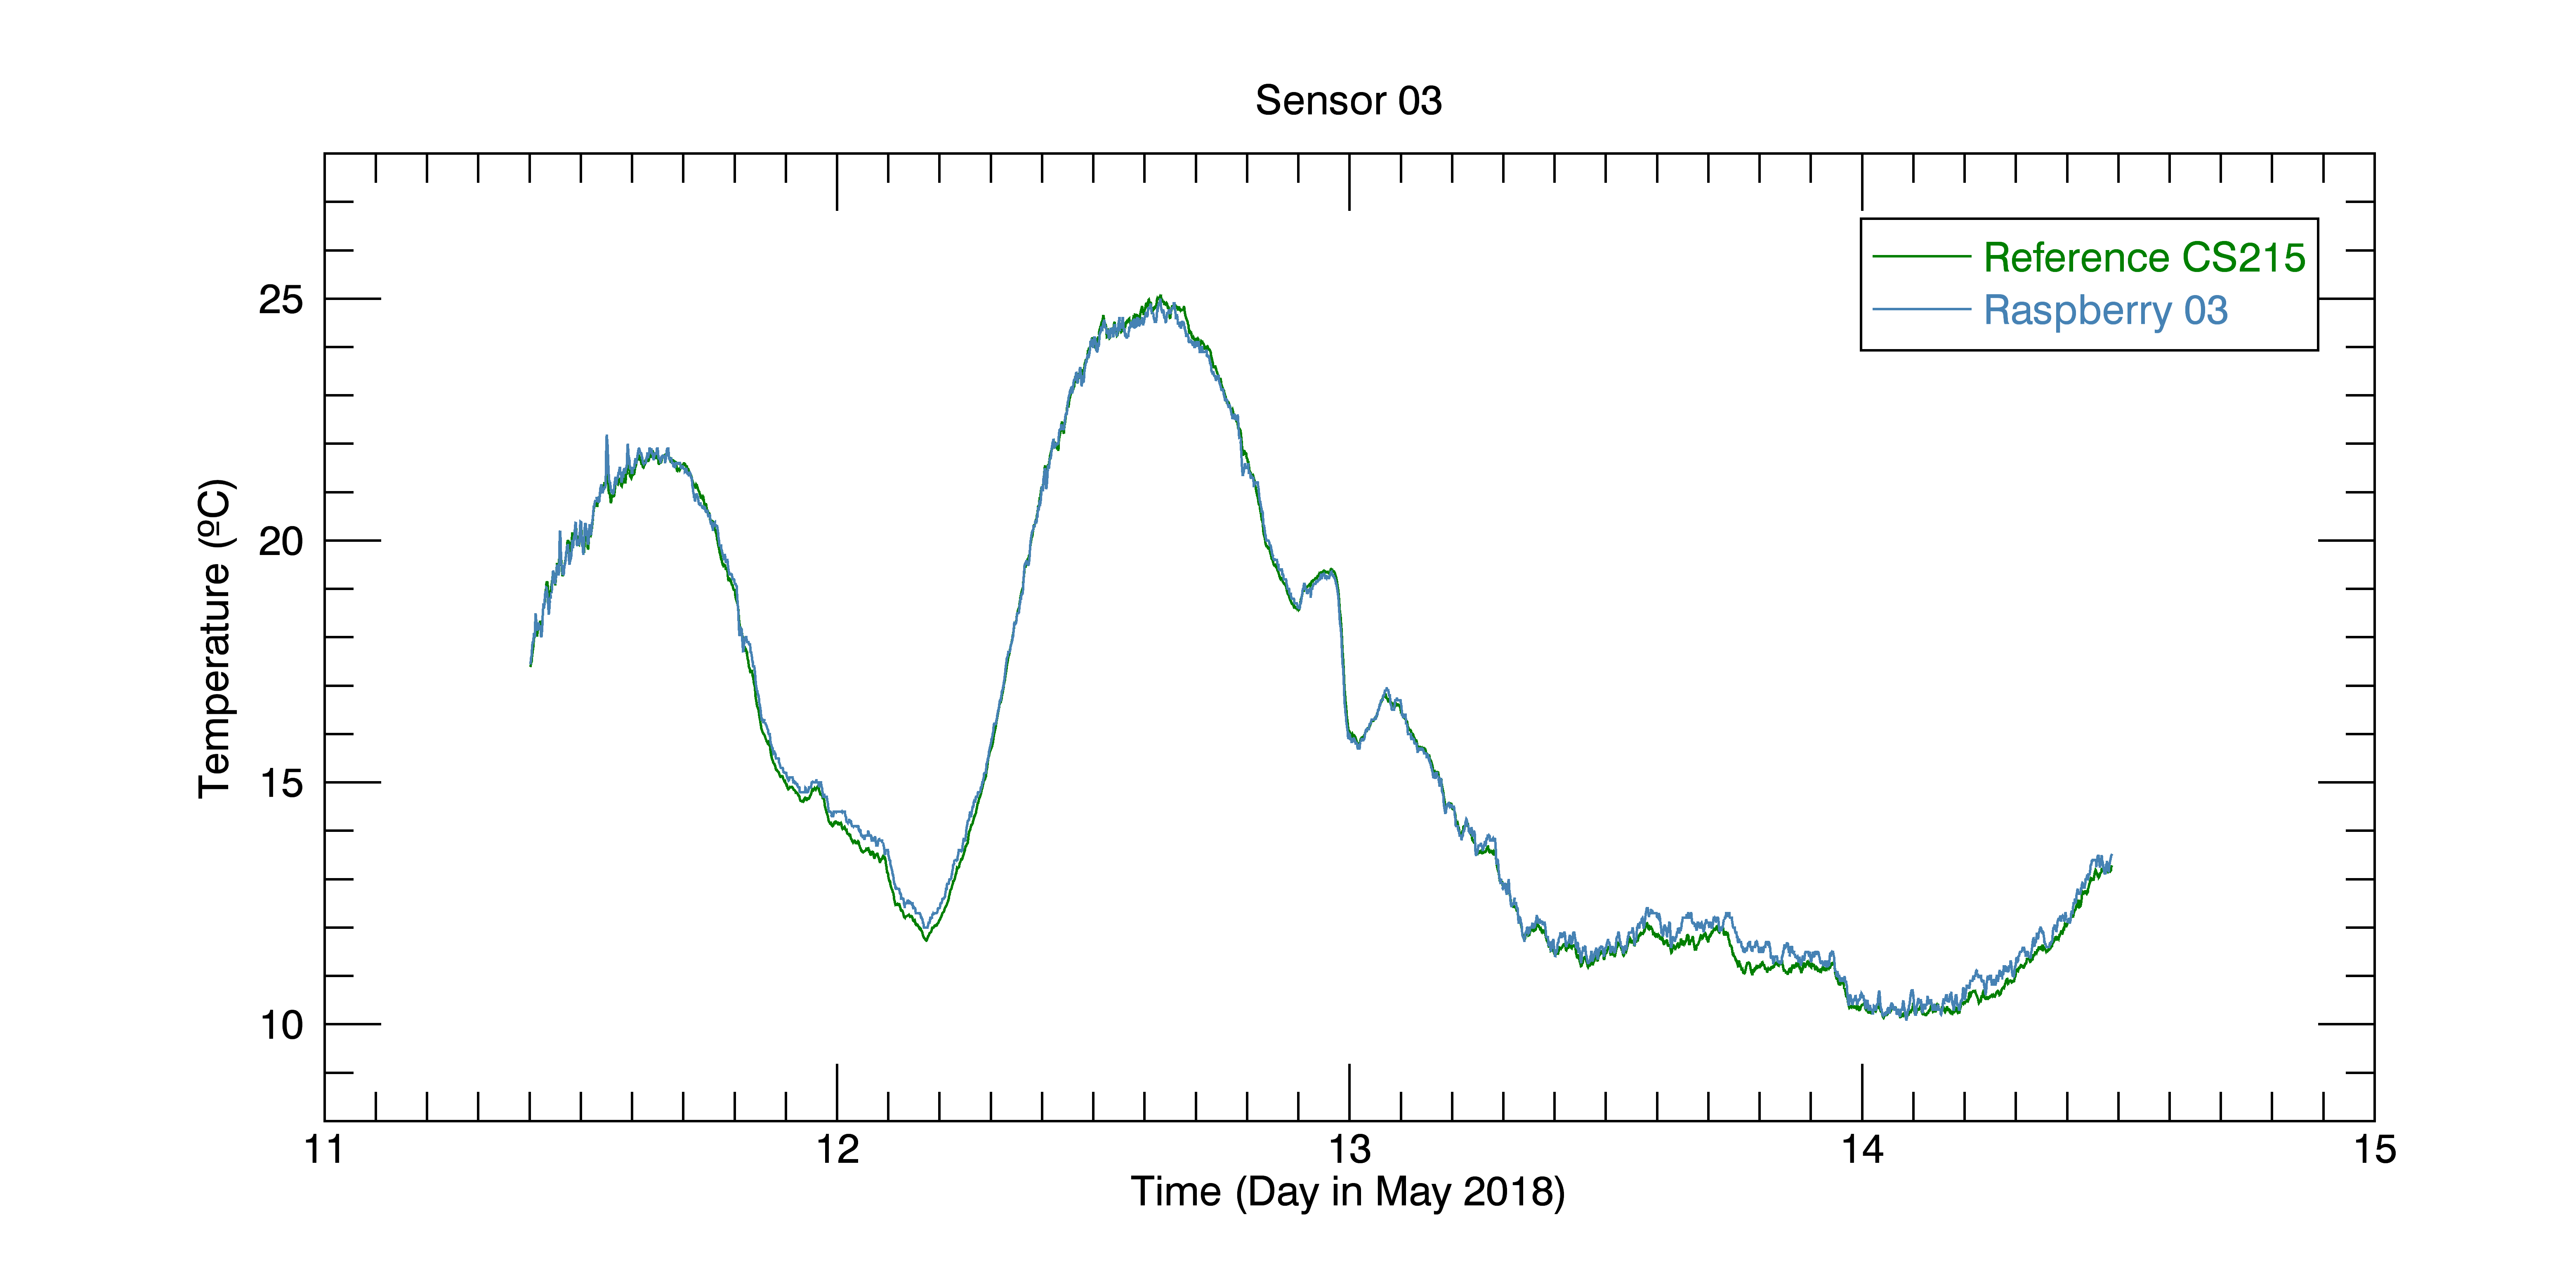 Sensor 03
Reference CS215
Raspberry 03
Temperature (ºC)
25
20
15
10
11 12 13 14 15
Time (Day in May 2018)